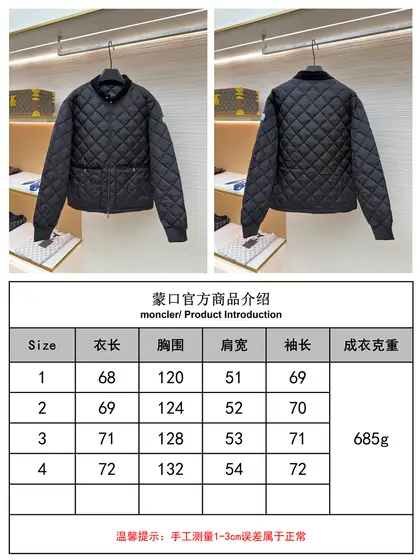 蒙口官方商品介绍
moncler/ Product Introduction
Size 衣长 胸围 肩宽 袖长 成衣克重
1 68 120 51 69
2 69 124 52 70
3 71 128 53 71
4 72 132 54 72
685g
温馨提示：手工测量1-3cm误差属于正常